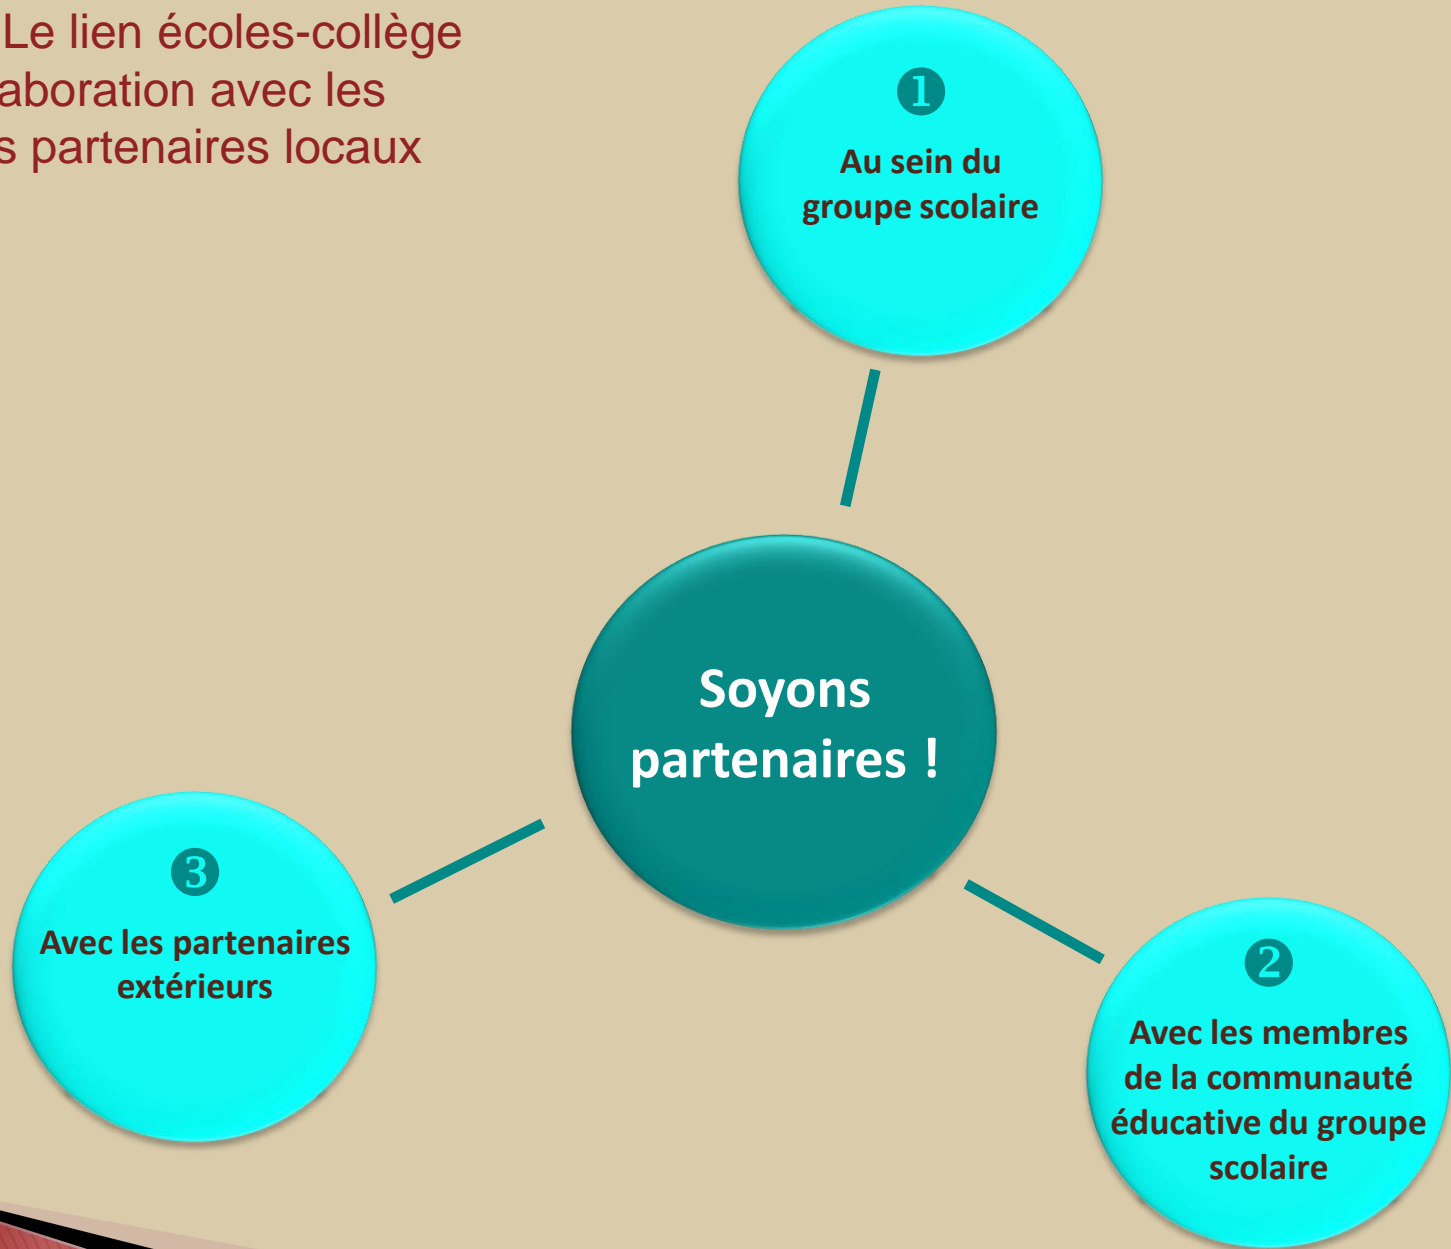 Le lien écoles-collège
aboration avec les
s partenaires locaux
❶
Au sein du
groupe scolaire
Soyons
partenaires !
❸
Avec les partenaires
extérieurs
❷
Avec les membres
de la communauté
éducative du groupe
scolaire